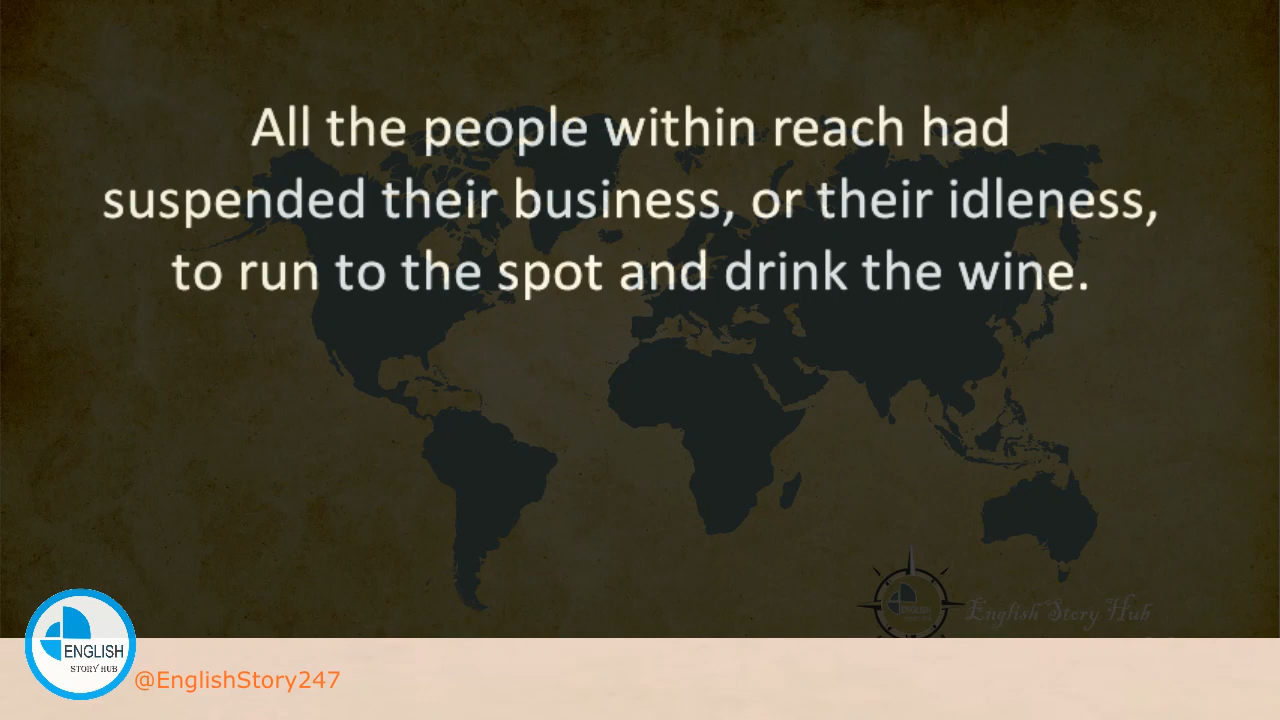 All the people within reach had
suspended their business, or their idleness,
to run to the spot and drink the wine.
English Story Hub
ENGLISH
STORY HUB
@EnglishStory247